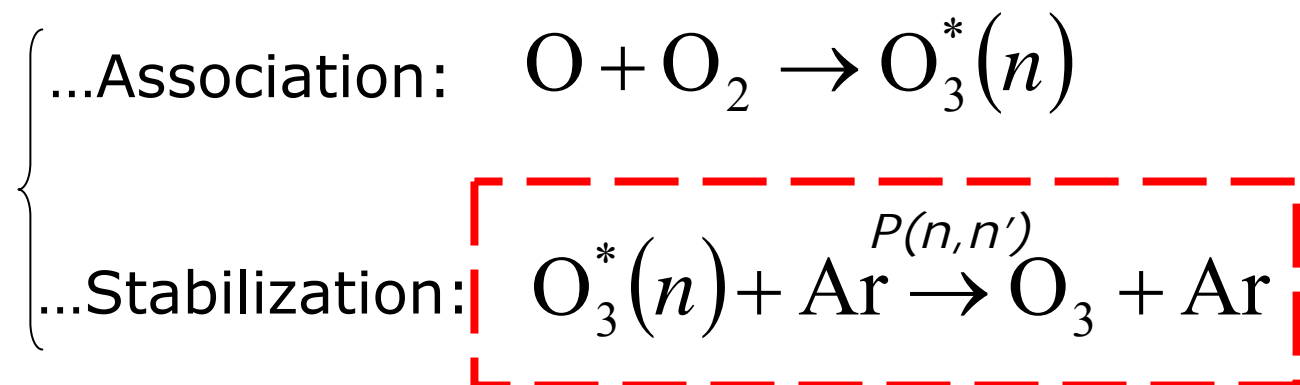 …Association: O + O₂ → O₃*(n)
P(n,n′)
…Stabilization: O₃*(n) + Ar → O₃ + Ar